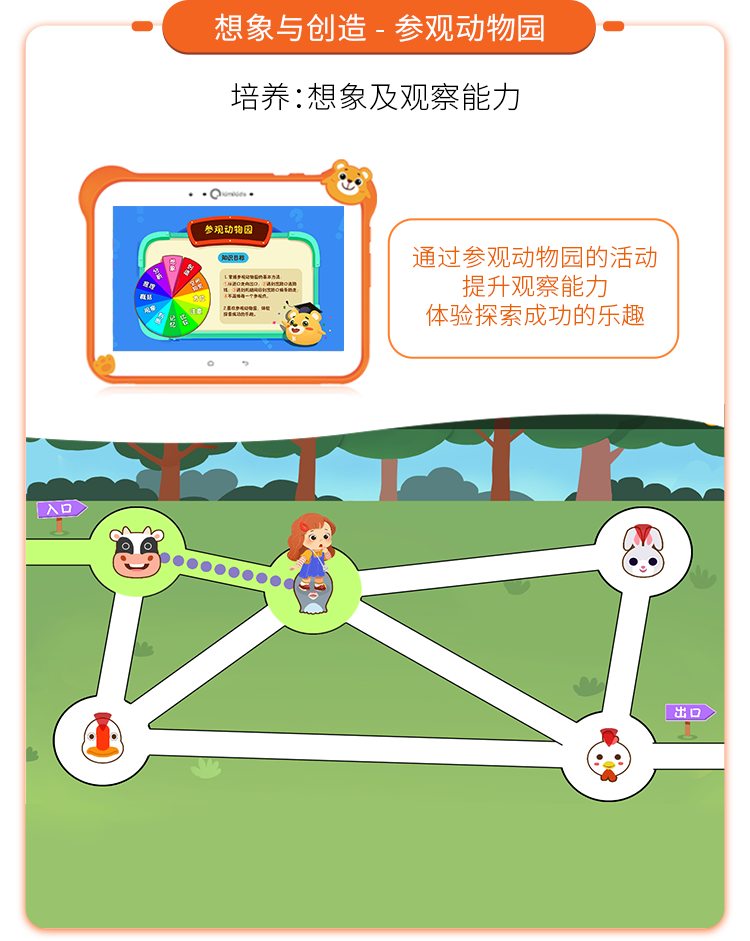 想象与创造 - 参观动物园
培养:想象及观察能力
参观动物园
知识目标
通过参观动物园的活动
提升观察能力
体验探索成功的乐趣
入口
出口